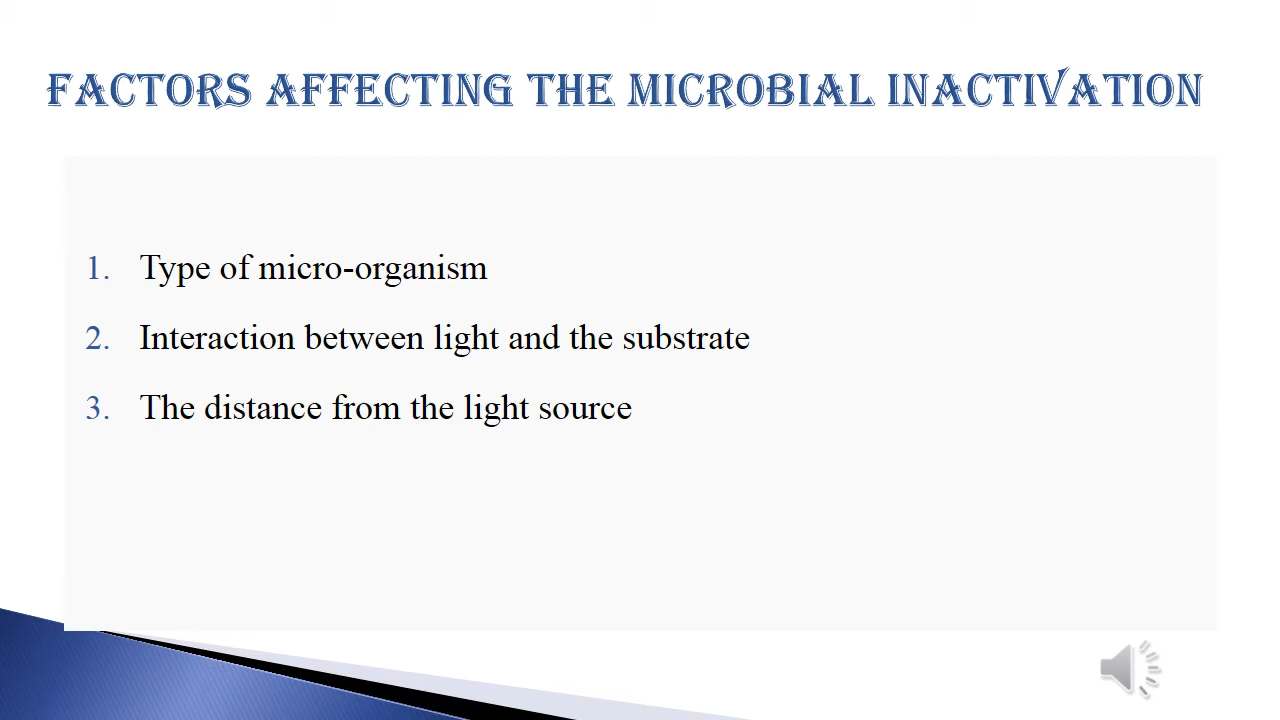 FACTORS AFFECTING THE MICROBIAL INACTIVATION
1. Type of micro-organism
2. Interaction between light and the substrate
3. The distance from the light source